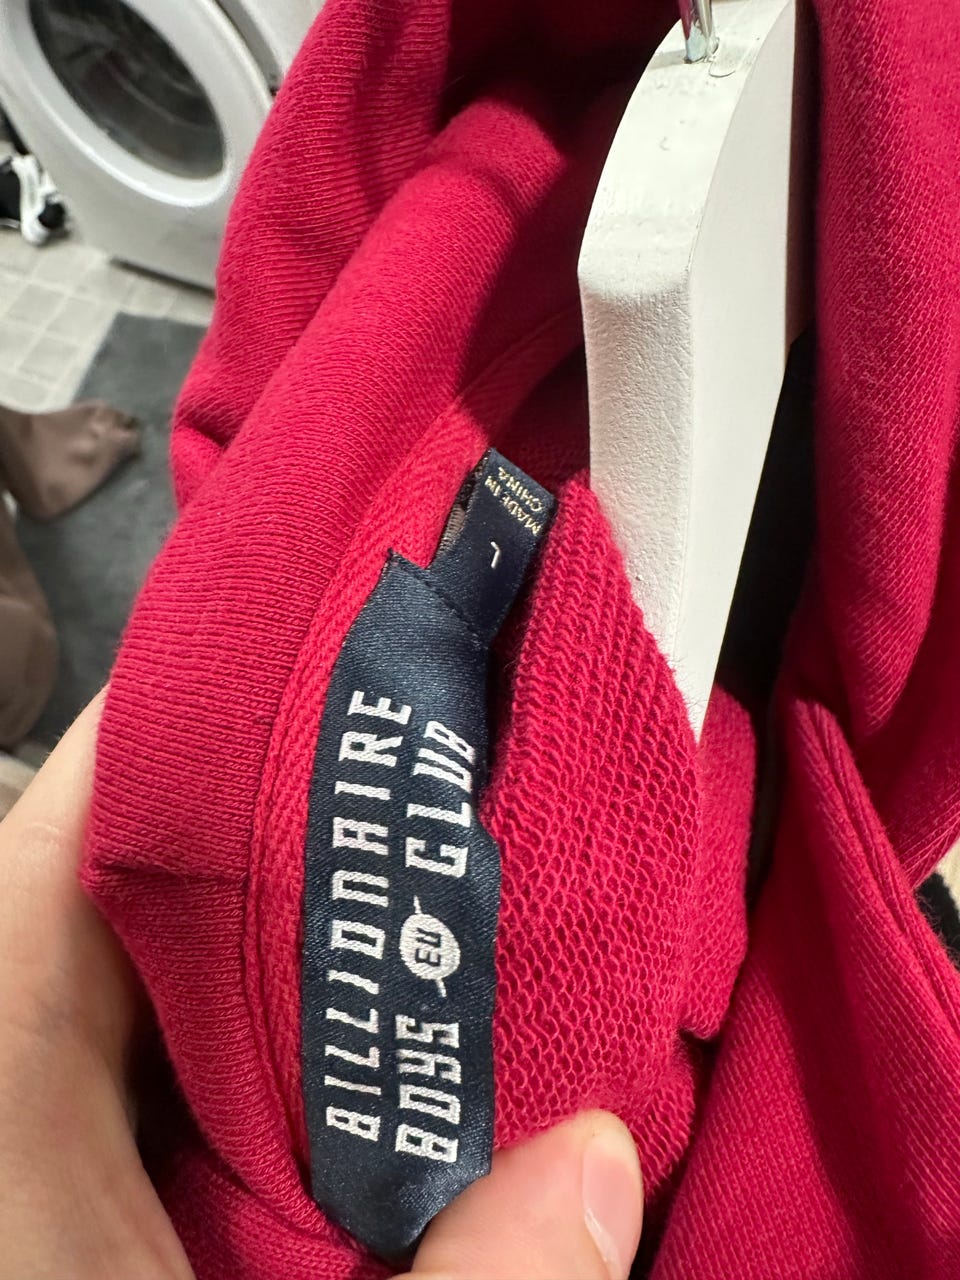 BILLIONAIRE
BOYS EU CLUB
L
MADE IN
CHINA